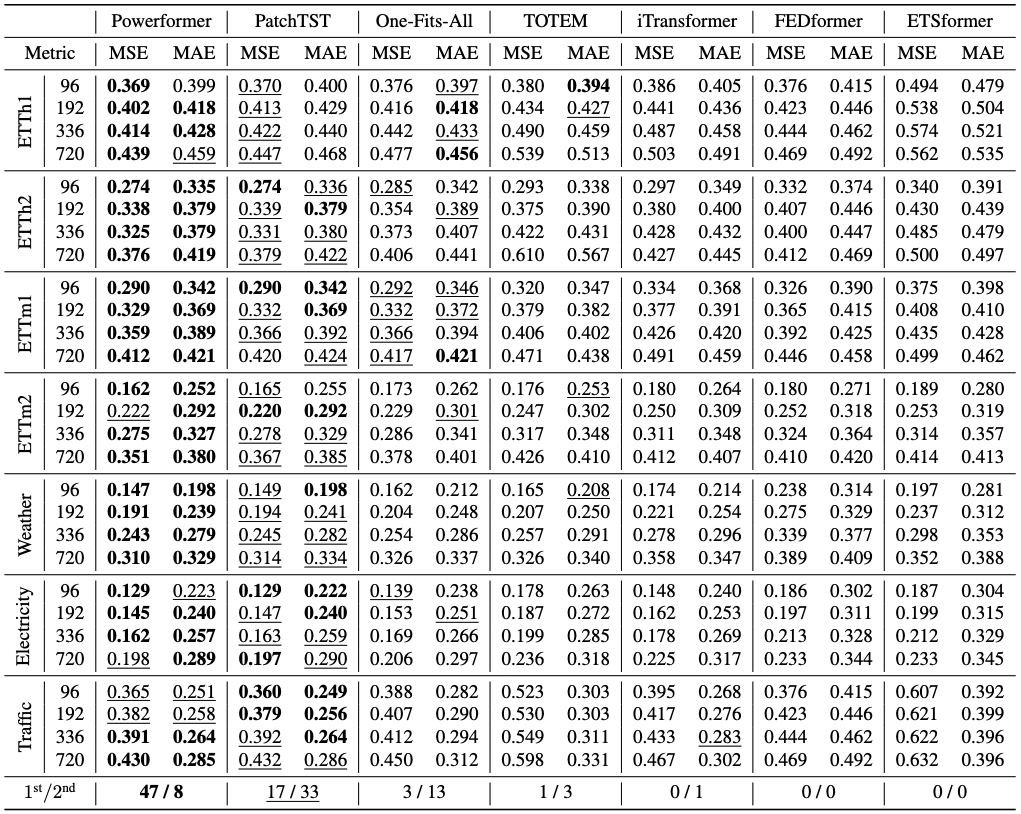 Powerformer PatchTST One-Fits-All TOTEM iTransformer FEDformer ETSformer
Metric MSE MAE MSE MAE MSE MAE MSE MAE MSE MAE MSE MAE MSE MAE
ETTh1
96 0.369 0.399 0.370 0.400 0.376 0.397 0.380 0.394 0.386 0.405 0.376 0.415 0.494 0.479
192 0.402 0.418 0.413 0.429 0.416 0.418 0.434 0.427 0.441 0.436 0.423 0.446 0.538 0.504
336 0.414 0.428 0.422 0.440 0.442 0.433 0.490 0.459 0.487 0.458 0.444 0.462 0.574 0.521
720 0.439 0.459 0.447 0.468 0.477 0.456 0.539 0.513 0.503 0.491 0.469 0.492 0.562 0.535
ETTh2
96 0.274 0.335 0.274 0.336 0.285 0.342 0.293 0.338 0.297 0.349 0.332 0.374 0.340 0.391
192 0.338 0.379 0.339 0.379 0.354 0.389 0.375 0.390 0.380 0.400 0.407 0.446 0.430 0.439
336 0.325 0.379 0.331 0.380 0.373 0.407 0.422 0.431 0.428 0.432 0.400 0.447 0.485 0.479
720 0.376 0.419 0.379 0.422 0.406 0.441 0.610 0.567 0.427 0.445 0.412 0.469 0.500 0.497
ETTm1
96 0.290 0.342 0.290 0.342 0.292 0.346 0.320 0.347 0.334 0.368 0.326 0.390 0.375 0.398
192 0.329 0.369 0.332 0.369 0.332 0.372 0.379 0.382 0.377 0.391 0.365 0.415 0.408 0.410
336 0.359 0.389 0.366 0.392 0.366 0.394 0.406 0.402 0.426 0.420 0.392 0.425 0.435 0.428
720 0.412 0.421 0.420 0.424 0.417 0.421 0.471 0.438 0.491 0.459 0.446 0.458 0.499 0.462
ETTm2
96 0.162 0.252 0.165 0.255 0.173 0.262 0.176 0.253 0.180 0.264 0.180 0.271 0.189 0.280
192 0.222 0.292 0.220 0.292 0.229 0.301 0.247 0.302 0.250 0.309 0.252 0.318 0.253 0.319
336 0.275 0.327 0.278 0.329 0.286 0.341 0.317 0.348 0.311 0.348 0.324 0.364 0.314 0.357
720 0.351 0.380 0.367 0.385 0.378 0.401 0.426 0.410 0.412 0.407 0.410 0.420 0.414 0.413
Weather
96 0.147 0.198 0.149 0.198 0.162 0.212 0.165 0.208 0.174 0.214 0.238 0.314 0.197 0.281
192 0.191 0.239 0.194 0.241 0.204 0.248 0.207 0.250 0.221 0.254 0.275 0.329 0.237 0.312
336 0.243 0.279 0.245 0.282 0.254 0.286 0.257 0.291 0.278 0.296 0.339 0.377 0.298 0.353
720 0.310 0.329 0.314 0.334 0.326 0.337 0.326 0.340 0.358 0.347 0.389 0.409 0.352 0.388
Electricity
96 0.129 0.223 0.129 0.222 0.139 0.238 0.178 0.263 0.148 0.240 0.186 0.302 0.187 0.304
192 0.145 0.240 0.147 0.240 0.153 0.251 0.187 0.272 0.162 0.253 0.197 0.311 0.199 0.315
336 0.162 0.257 0.163 0.259 0.169 0.266 0.199 0.285 0.178 0.269 0.213 0.328 0.212 0.329
720 0.198 0.289 0.197 0.290 0.206 0.297 0.236 0.318 0.225 0.317 0.233 0.344 0.233 0.345
Traffic
96 0.365 0.251 0.360 0.249 0.388 0.282 0.523 0.303 0.395 0.268 0.376 0.415 0.607 0.392
192 0.382 0.258 0.379 0.256 0.407 0.290 0.530 0.303 0.417 0.276 0.423 0.446 0.621 0.399
336 0.391 0.264 0.392 0.264 0.412 0.294 0.549 0.311 0.433 0.283 0.444 0.462 0.622 0.396
720 0.430 0.285 0.432 0.286 0.450 0.312 0.598 0.331 0.467 0.302 0.469 0.492 0.632 0.396
1st/2nd 47 / 8 17 / 33 3 / 13 1 / 3 0 / 1 0 / 0 0 / 0